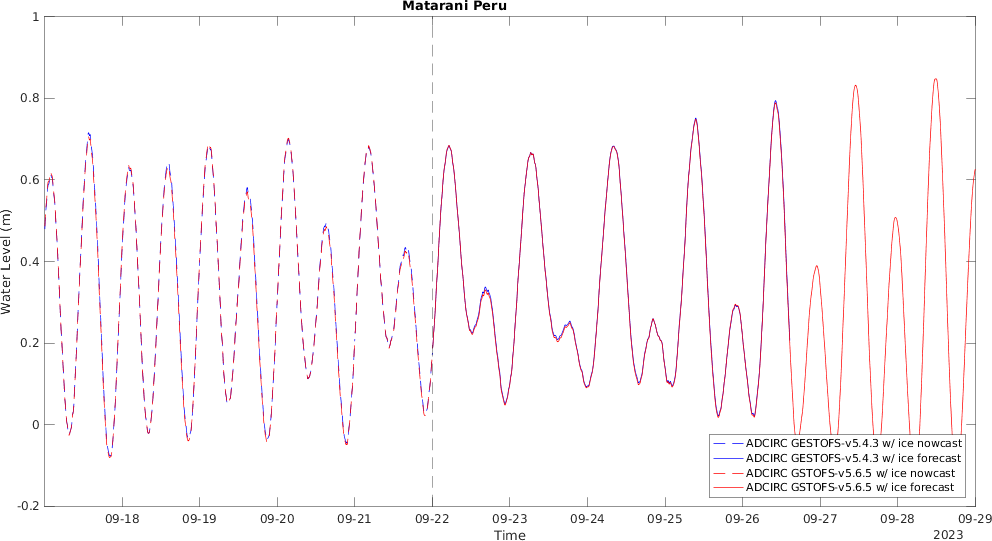 Matarani Peru
1
0.8
0.6
0.4
0.2
0
-0.2
Water Level (m)
ADCIRC GESTOFS-v5.4.3 w/ ice nowcast
ADCIRC GESTOFS-v5.4.3 w/ ice forecast
ADCIRC GSTOFS-v5.6.5 w/ ice nowcast
ADCIRC GSTOFS-v5.6.5 w/ ice forecast
09-18 09-19 09-20 09-21 09-22 09-23 09-24 09-25 09-26 09-27 09-28 09-29
Time
2023